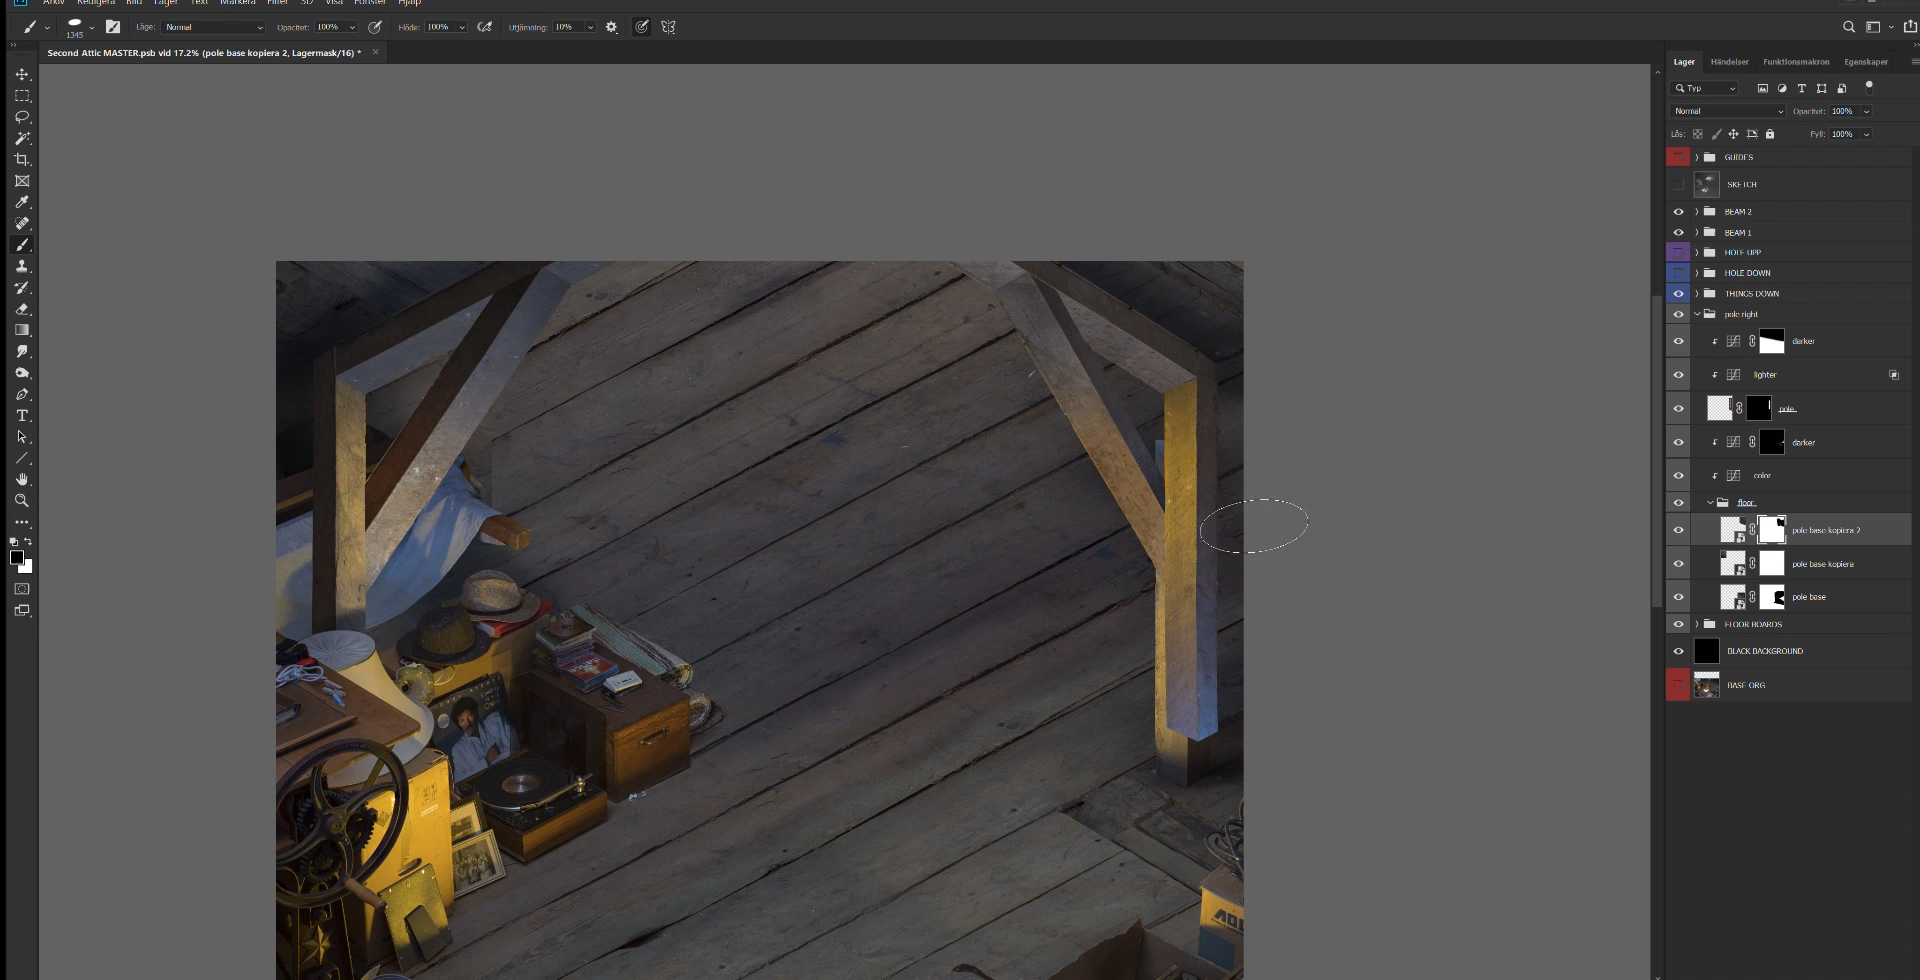 Arkiv Redigera Bild Lager Text Markera Filter 3D Visa Fönster Hjälp
1345
Läge: Normal Opacitet: 100% Flöde: 100% Utjämning: 10%
Second Attic MASTER.psb vid 17.2% (pole base kopiera 2, Lagermask/16) *
Lager Händelser Funktionsmakron Egenskaper
Typ
Normal Opacitet: 100%
Lås: Fyll: 100%
GUIDES
SKETCH
BEAM 2
BEAM 1
HOLE UPP
HOLE DOWN
THINGS DOWN
pole right
darker
lighter
pole
darker
color
floor
pole base kopiera 2
pole base kopiera
pole base
FLOOR BOARDS
BLACK BACKGROUND
BASE ORG